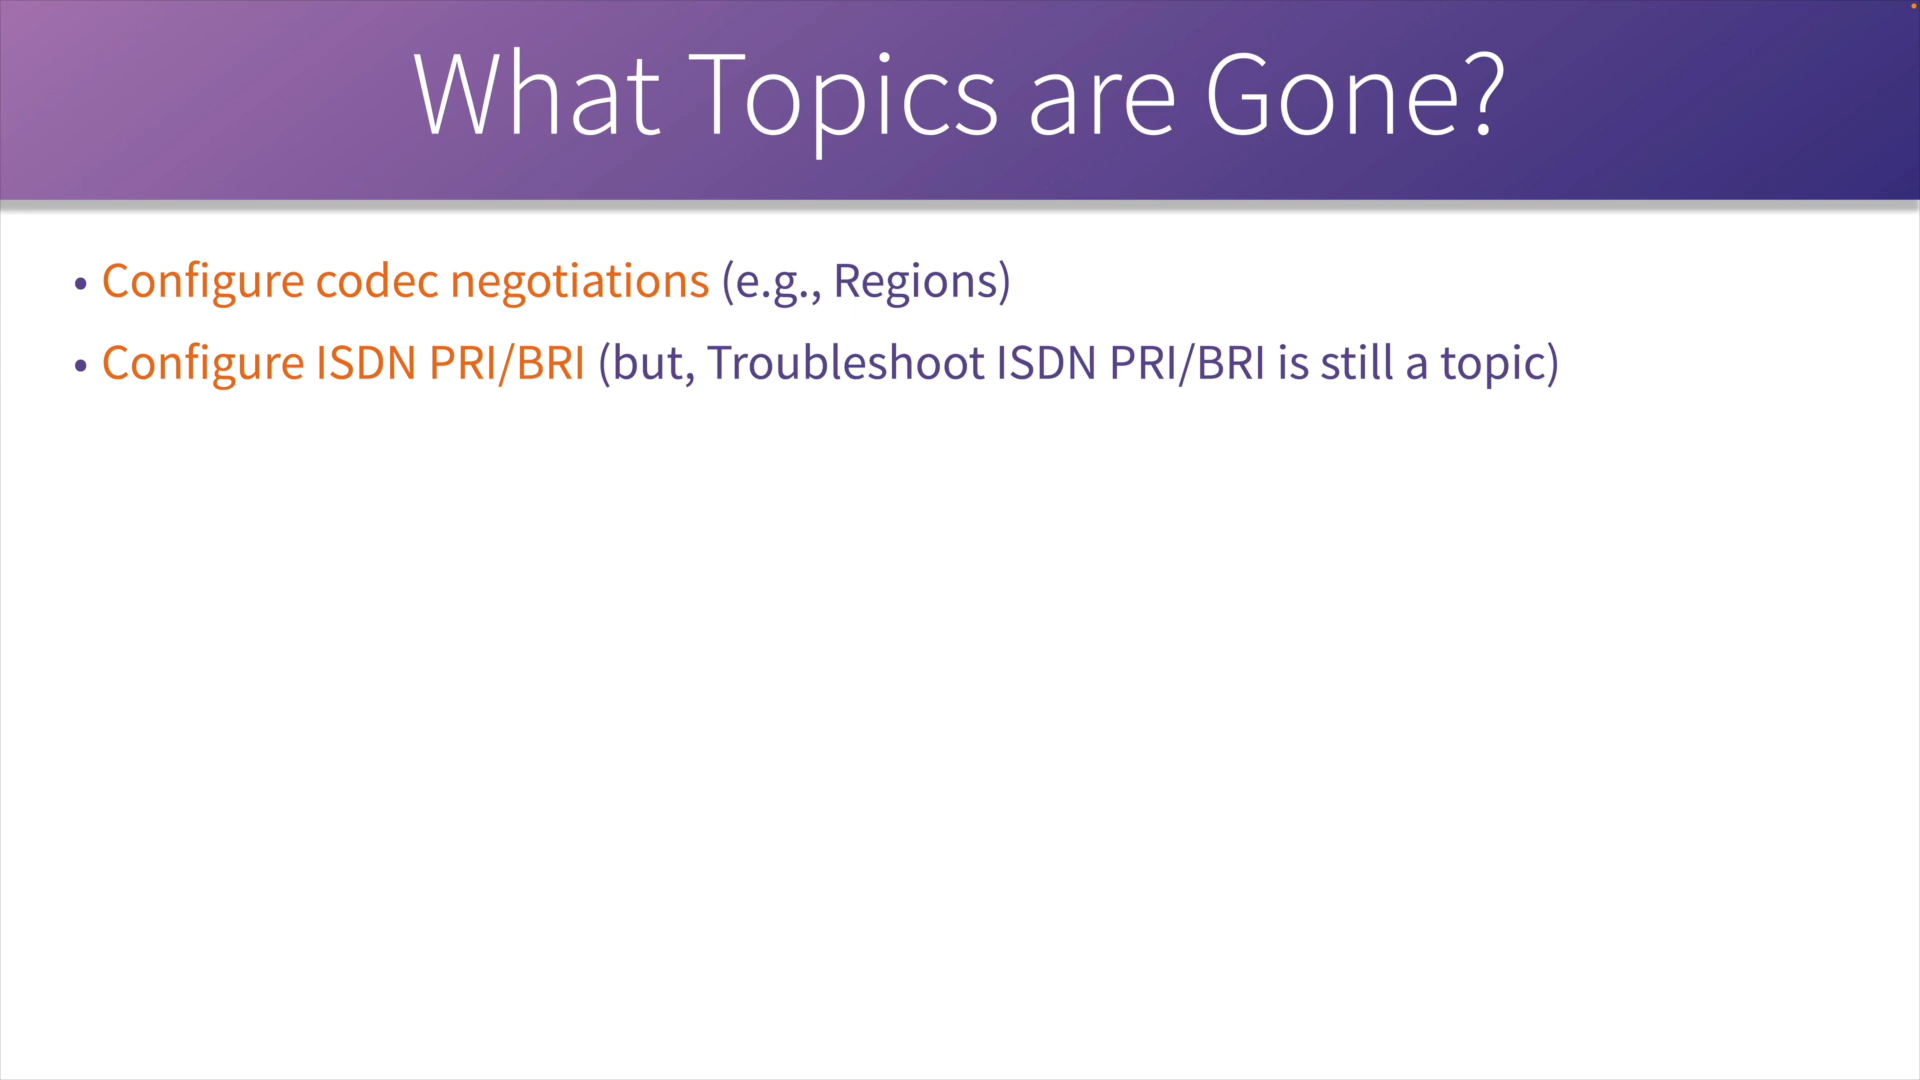 What Topics are Gone?
• Configure codec negotiations (e.g., Regions)
• Configure ISDN PRI/BRI (but, Troubleshoot ISDN PRI/BRI is still a topic)